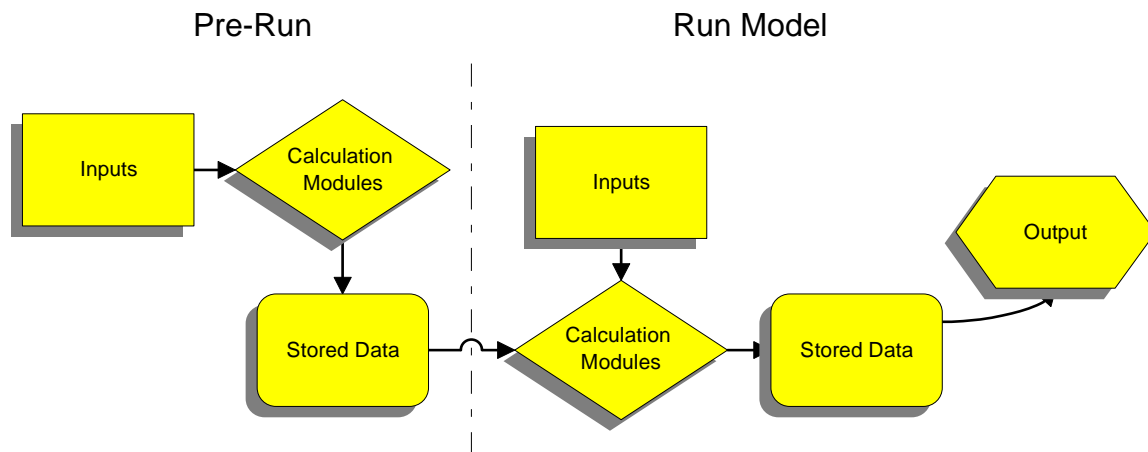 Pre-Run
Run Model
Inputs
Calculation
Modules
Stored Data
Inputs
Calculation
Modules
Stored Data
Output